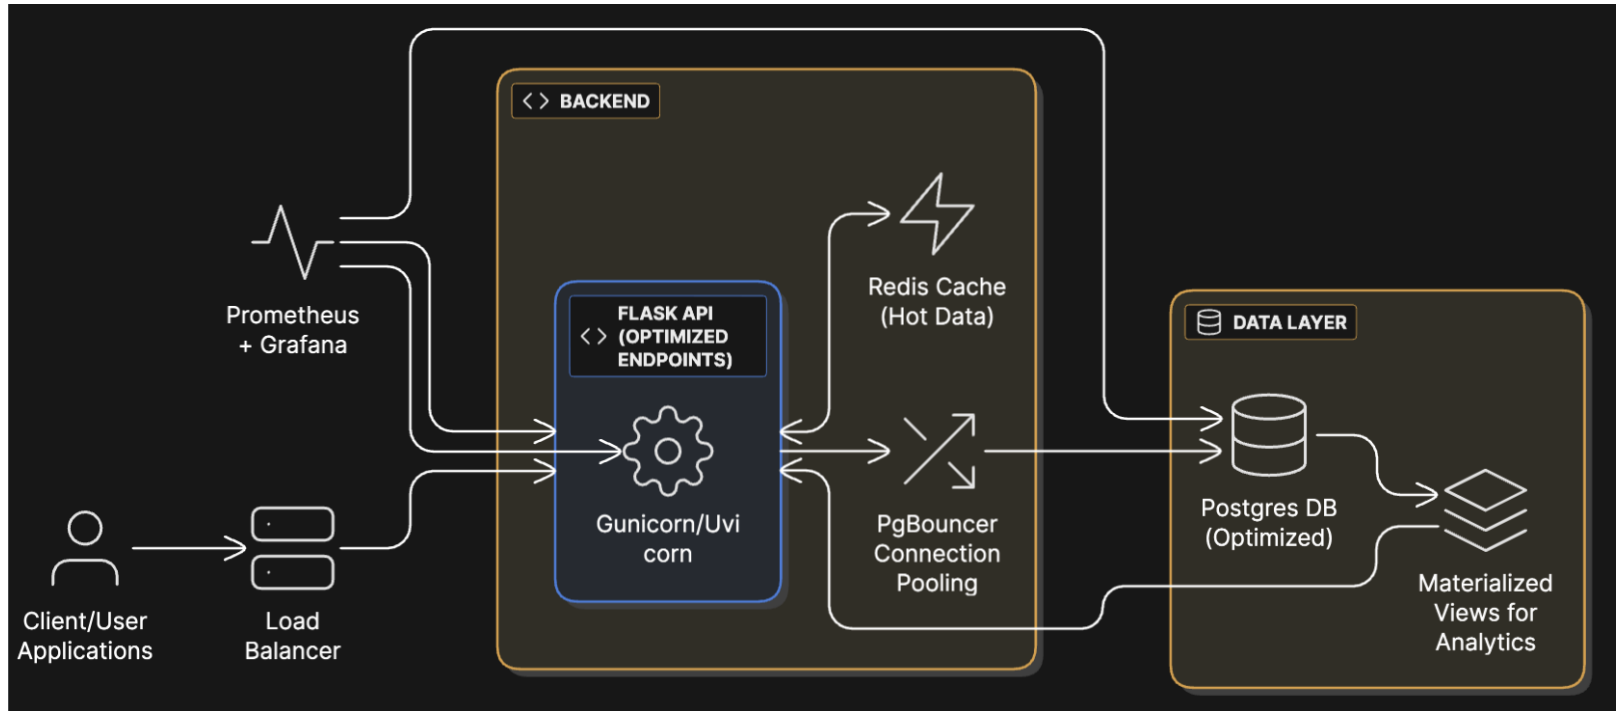 BACKEND
Prometheus
+ Grafana
FLASK API
(OPTIMIZED
ENDPOINTS)
Gunicorn/Uvi
corn
Redis Cache
(Hot Data)
PgBouncer
Connection
Pooling
DATA LAYER
Postgres DB
(Optimized)
Materialized
Views for
Analytics
Client/User
Applications
Load
Balancer